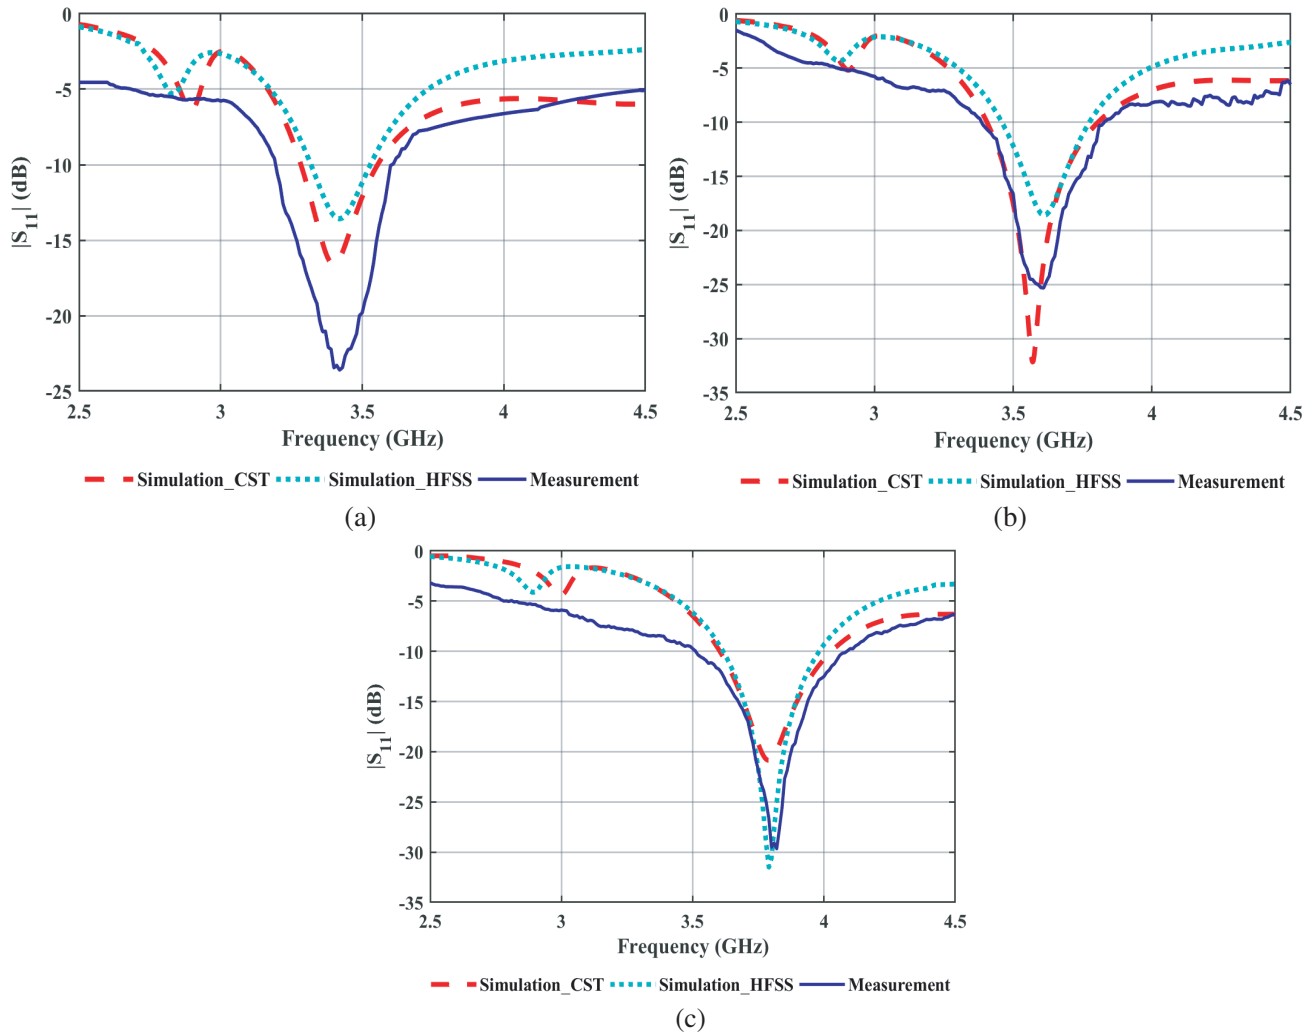 0
-5
-10
-15
-20
-25
|S11| (dB)
2.5 3 3.5 4 4.5
Frequency (GHz)
Simulation_CST Simulation_HFSS Measurement
(a)
0
-5
-10
-15
-20
-25
-30
-35
|S11| (dB)
2.5 3 3.5 4 4.5
Frequency (GHz)
Simulation_CST Simulation_HFSS Measurement
(b)
0
-5
-10
-15
-20
-25
-30
-35
|S11| (dB)
2.5 3 3.5 4 4.5
Frequency (GHz)
Simulation_CST Simulation_HFSS Measurement
(c)